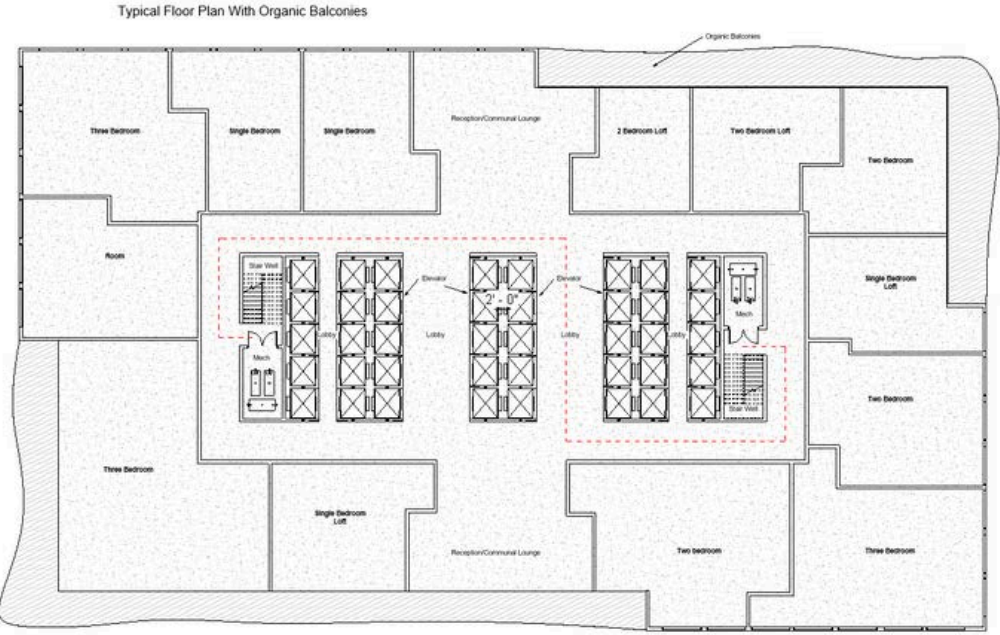 Typical Floor Plan With Organic Balconies
Organic Balconies
Reception/Communal Lounge
Three Bedroom
Single Bedroom
Single Bedroom
2 Bedroom Loft
Two Bedroom Loft
Two Bedroom
Room
Stair Well
Elevator
Elevator
Single Bedroom
Loft
2' - 0"
Mech
Lobby
Lobby
Lobby
Lobby
Mech
Two Bedroom
Stair Well
Three Bedroom
Single Bedroom
Loft
Reception/Communal Lounge
Two bedroom
Three Bedroom